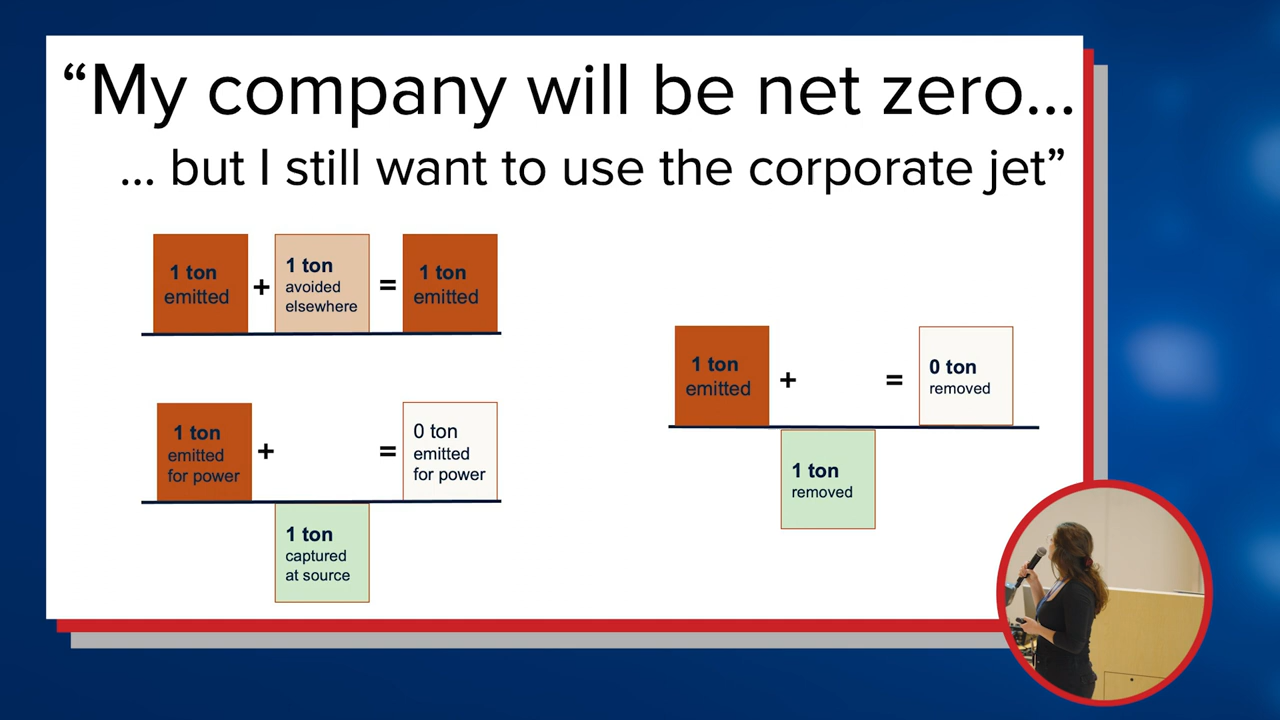 “My company will be net zero...
... but I still want to use the corporate jet”
1 ton
emitted
+
1 ton
avoided
elsewhere
=
1 ton
emitted
1 ton
emitted
for power
+
=
0 ton
emitted
for power
1 ton
captured
at source
1 ton
emitted
+
=
0 ton
removed
1 ton
removed